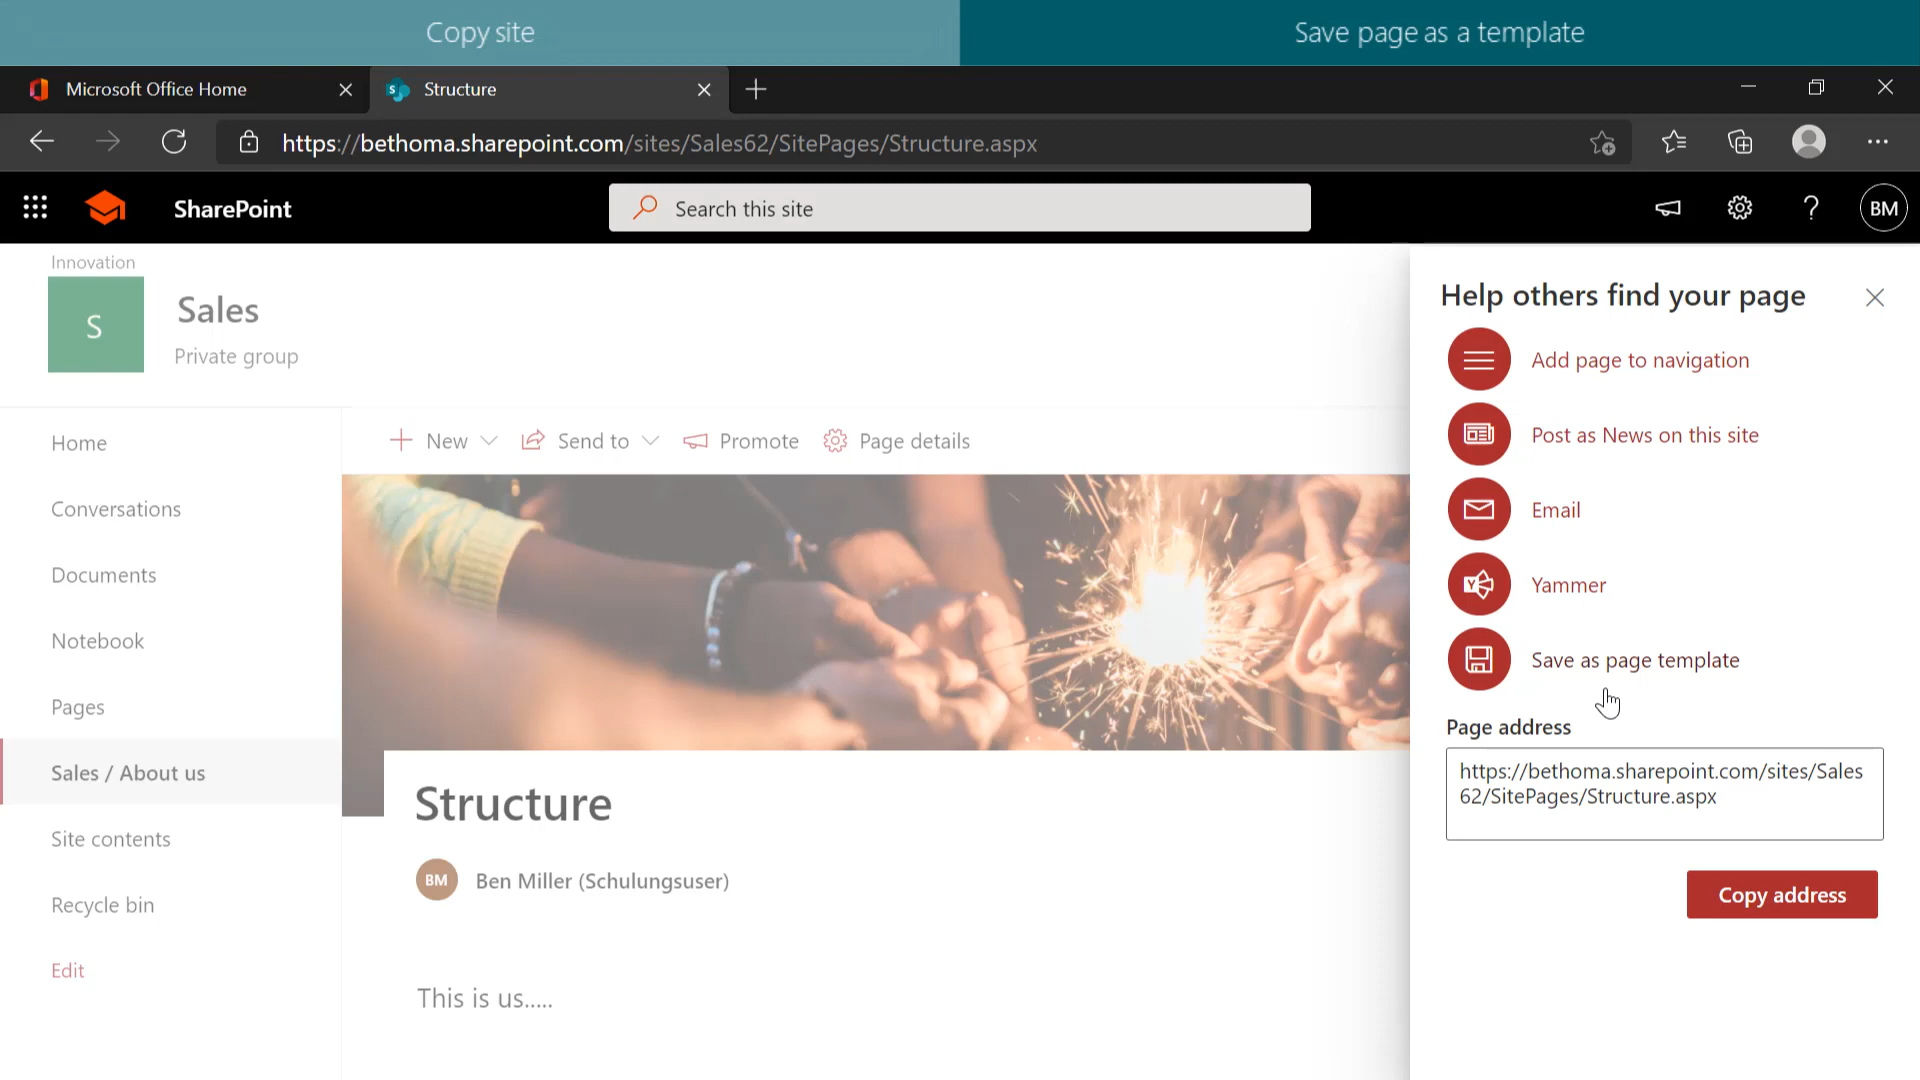 Copy site
Save page as a template
Microsoft Office Home
Structure
https://bethoma.sharepoint.com/sites/Sales62/SitePages/Structure.aspx
SharePoint
Search this site
BM
Innovation
S
Sales
Private group
Home
Conversations
Documents
Notebook
Pages
Sales / About us
Site contents
Recycle bin
Edit
New
Send to
Promote
Page details
Structure
BM
Ben Miller (Schulungsuser)
This is us.....
Help others find your page
Add page to navigation
Post as News on this site
Email
Yammer
Save as page template
Page address
https://bethoma.sharepoint.com/sites/Sales
62/SitePages/Structure.aspx
Copy address